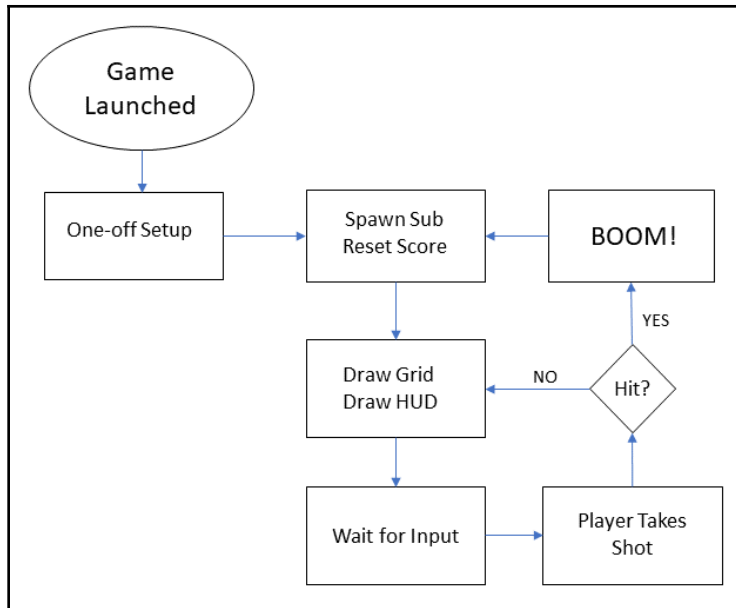 Game
Launched
One-off Setup
Spawn Sub
Reset Score
BOOM!
YES
Draw Grid
Draw HUD
NO
Hit?
Wait for Input
Player Takes
Shot